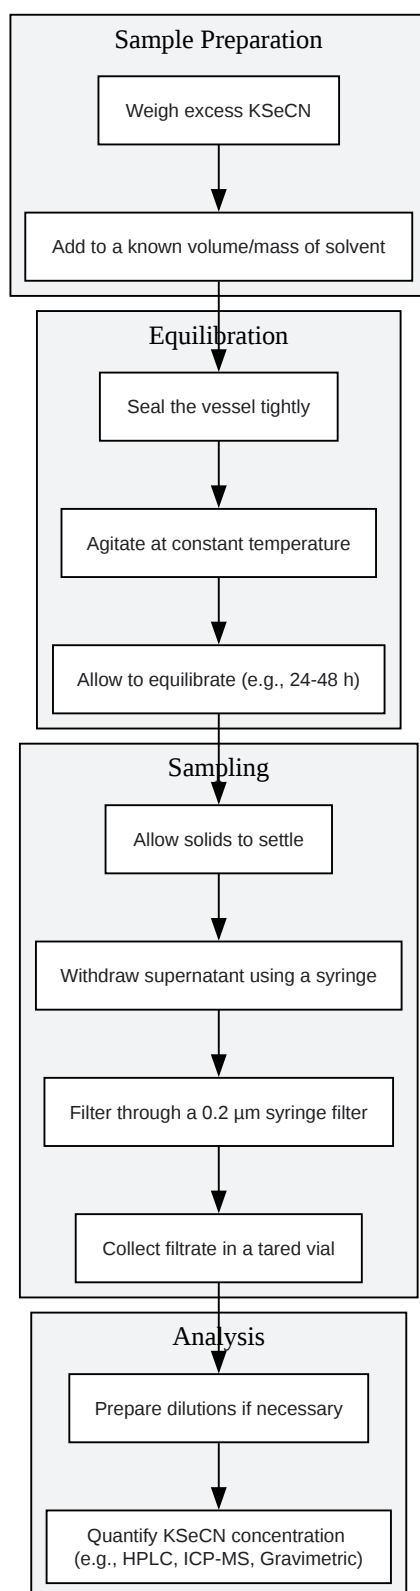 Sample Preparation
Weigh excess KSeCN
Add to a known volume/mass of solvent
Equilibration
Seal the vessel tightly
Agitate at constant temperature
Allow to equilibrate (e.g., 24-48 h)
Sampling
Allow solids to settle
Withdraw supernatant using a syringe
Filter through a 0.2 µm syringe filter
Collect filtrate in a tared vial
Analysis
Prepare dilutions if necessary
Quantify KSeCN concentration
(e.g., HPLC, ICP-MS, Gravimetric)